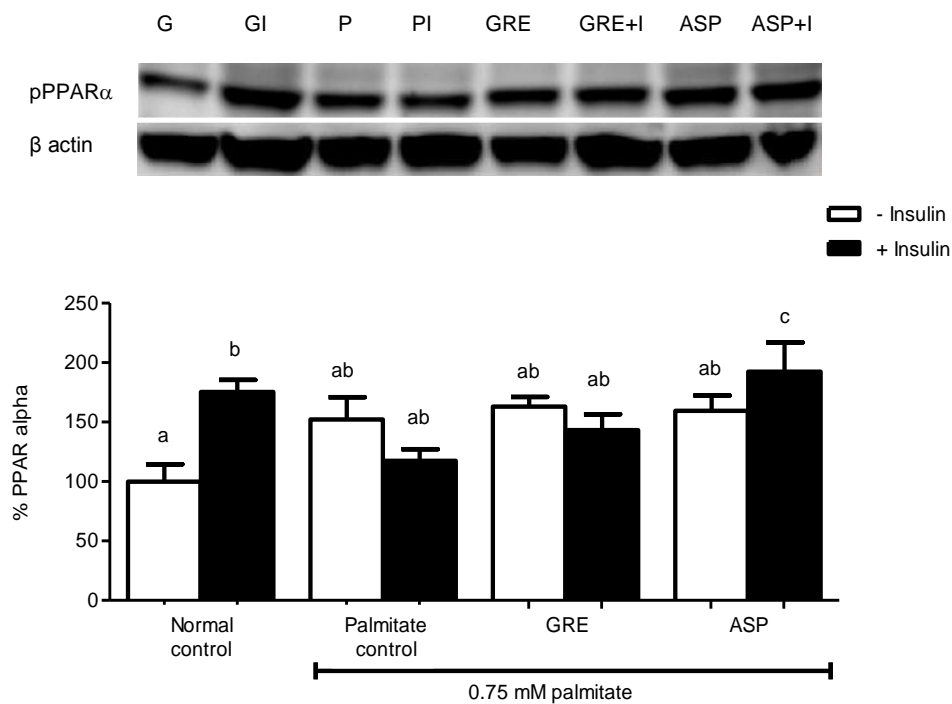 G GI P PI GRE GRE+I ASP ASP+I
pPPARα
β actin
- Insulin
+ Insulin
% PPAR alpha
250
200
150
100
50
0
a
b
ab
ab
ab
ab
ab
c
Normal
control
Palmitate
control
GRE
ASP
0.75 mM palmitate